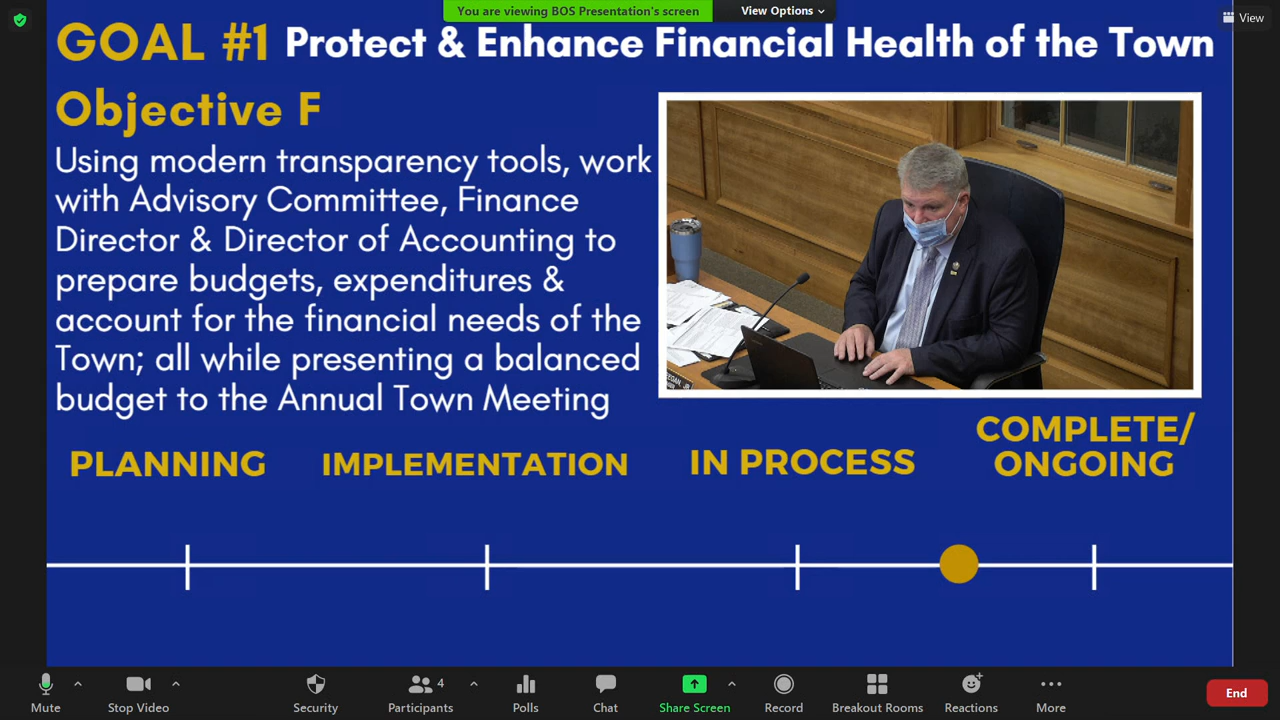 You are viewing BOS Presentation's screen
View Options
View
GOAL #1 Protect & Enhance Financial Health of the Town
Objective F
Using modern transparency tools, work
with Advisory Committee, Finance
Director & Director of Accounting to
prepare budgets, expenditures &
account for the financial needs of the
Town; all while presenting a balanced
budget to the Annual Town Meeting
PLANNING
IMPLEMENTATION
IN PROCESS
COMPLETE/
ONGOING
Mute
Stop Video
Security
Participants
4
Polls
Chat
Share Screen
Record
Breakout Rooms
Reactions
More
End